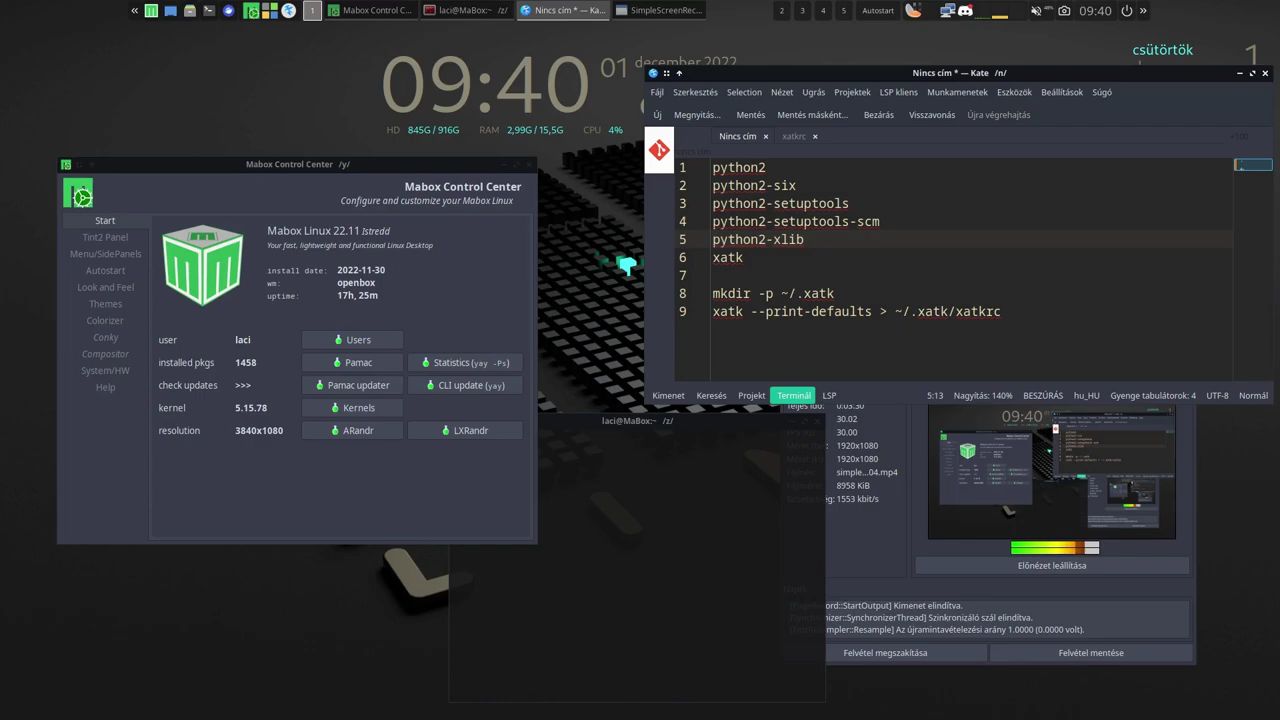 «
1
Mabox Control C...
laci@MaBox:~ /z/
Nincs cím * — Ka...
SimpleScreenRec...
2
3
4
5
Autostart
09:40
»
09:40
01
december 2022
csütörtök
1
HD 845G / 916G RAM 2,99G / 15,5G CPU 4%
Nincs cím * — Kate /n/
Fájl Szerkesztés Selection Nézet Ugrás Projektek LSP kliens Munkamenetek Eszközök Beállítások Súgó
Új Megnyitás... Mentés Mentés másként... Bezárás Visszavonás Újra végrehajtás
Nincs cím
xatkrc
1 python2
2 python2-six
3 python2-setuptools
4 python2-setuptools-scm
5 python2-xlib
6 xatk
7
8 mkdir -p ~/.xatk
9 xatk --print-defaults > ~/.xatk/xatkrc
Kimenet Keresés Projekt Terminál LSP 5:13 Nagyítás: 140% BESZÚRÁS hu_HU Gyenge tabulátorok: 4 UTF-8 Normál
Mabox Control Center /y/
Mabox Control Center
Configure and customize your Mabox Linux
Start
Tint2 Panel
Menu/SidePanels
Autostart
Look and Feel
Themes
Colorizer
Conky
Compositor
System/HW
Help
Mabox Linux 22.11 Istredd
Your fast, lightweight and functional Linux Desktop
install date: 2022-11-30
wm: openbox
uptime: 17h, 25m
user laci Users
installed pkgs 1458 Pamac Statistics (yay -Ps)
check updates >>> Pamac updater CLI update (yay)
kernel 5.15.78 Kernels
resolution 3840x1080 ARandr LXRandr
laci@MaBox:~ /z/
Teljes idő: 0:03:30
30.02
30.00
1920x1080
1920x1080
simple...04.mp4
8958 KiB
1553 kbit/s
09:40
Előnézet leállítása
StartOutput] Kimenet elindítva.
SynchronizerThread] Szinkronizáló szál elindítva.
Resample] Az újramintavételezési arány 1.0000 (0.0000 volt).
Felvétel megszakítása
Felvétel mentése